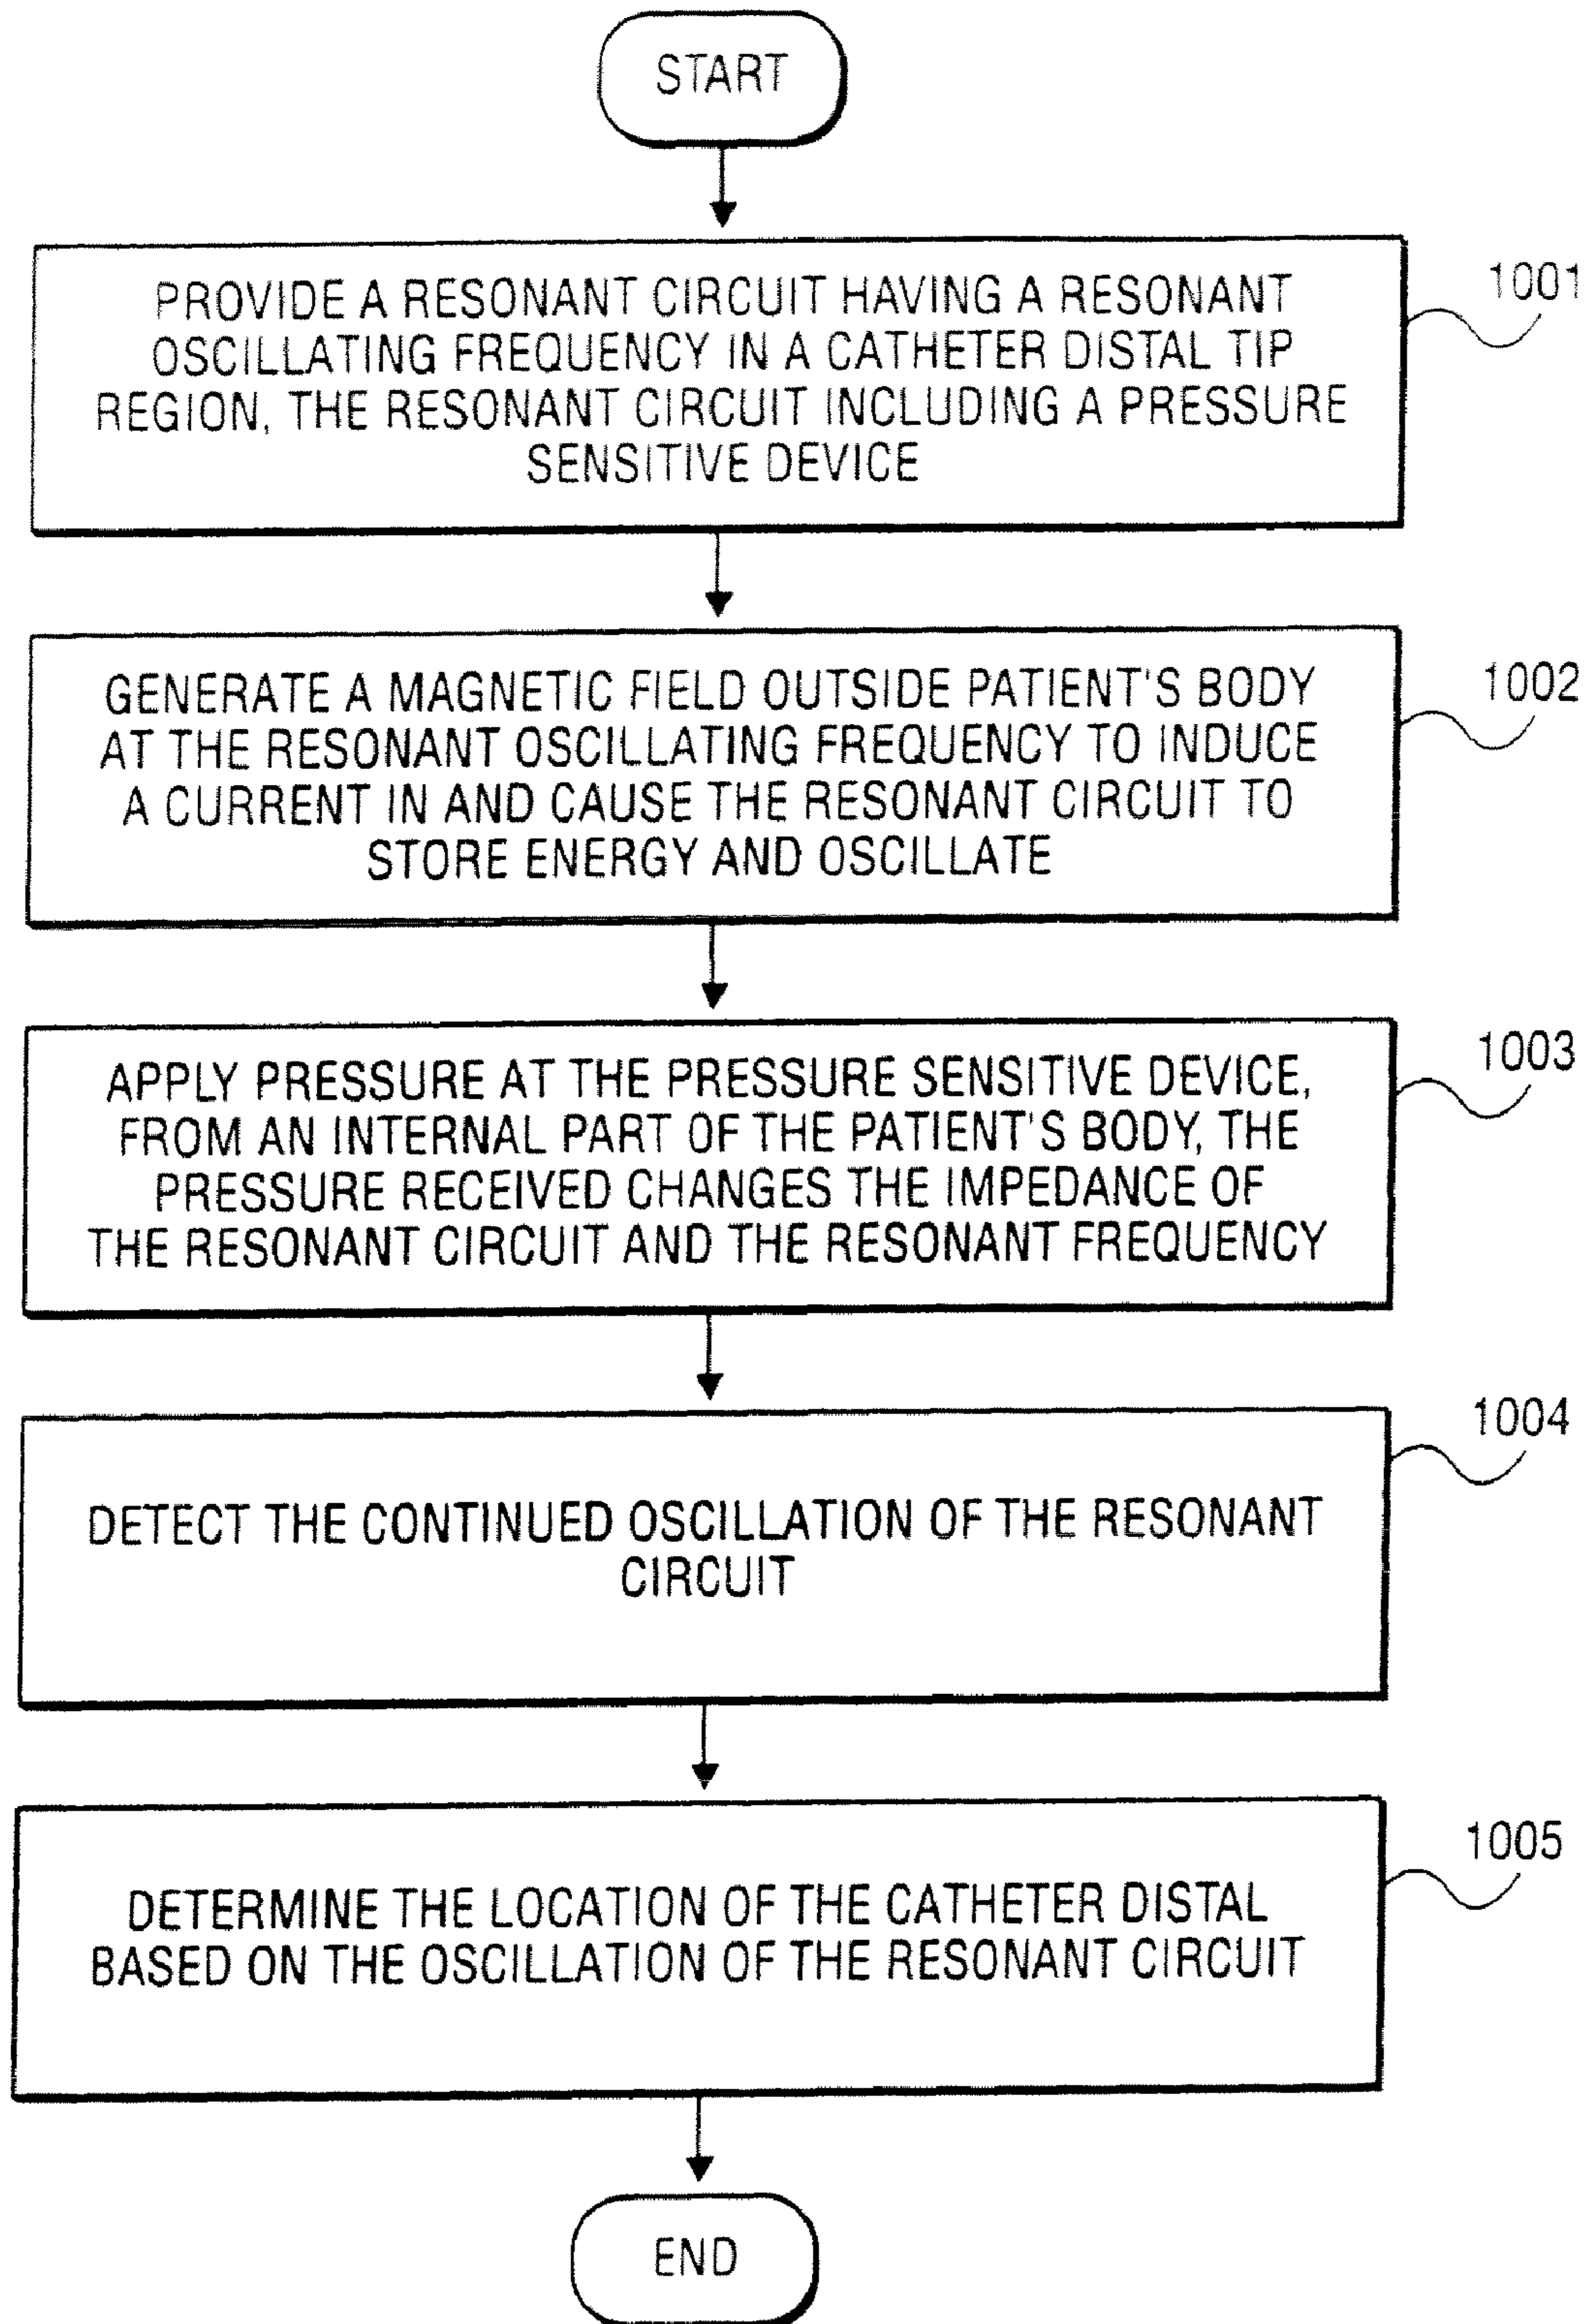 START
PROVIDE A RESONANT CIRCUIT HAVING A RESONANT
OSCILLATING FREQUENCY IN A CATHETER DISTAL TIP
REGION, THE RESONANT CIRCUIT INCLUDING A PRESSURE
SENSITIVE DEVICE
1001
GENERATE A MAGNETIC FIELD OUTSIDE PATIENT'S BODY
AT THE RESONANT OSCILLATING FREQUENCY TO INDUCE
A CURRENT IN AND CAUSE THE RESONANT CIRCUIT TO
STORE ENERGY AND OSCILLATE
1002
APPLY PRESSURE AT THE PRESSURE SENSITIVE DEVICE,
FROM AN INTERNAL PART OF THE PATIENT'S BODY, THE
PRESSURE RECEIVED CHANGES THE IMPEDANCE OF
THE RESONANT CIRCUIT AND THE RESONANT FREQUENCY
1003
DETECT THE CONTINUED OSCILLATION OF THE RESONANT
CIRCUIT
1004
DETERMINE THE LOCATION OF THE CATHETER DISTAL
BASED ON THE OSCILLATION OF THE RESONANT CIRCUIT
1005
END